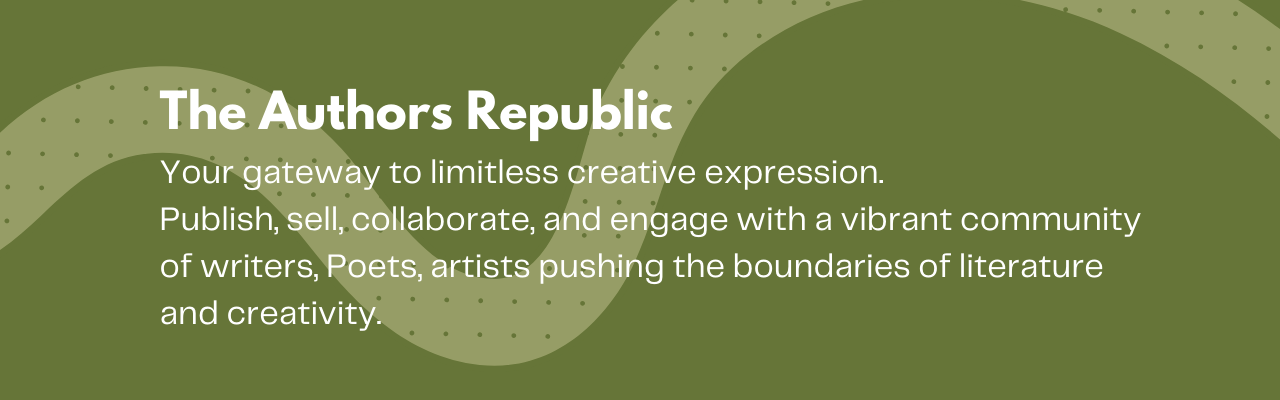 The Authors Republic
Your gateway to limitless creative expression.
Publish, sell, collaborate, and engage with a vibrant community
of writers, Poets, artists pushing the boundaries of literature
and creativity.